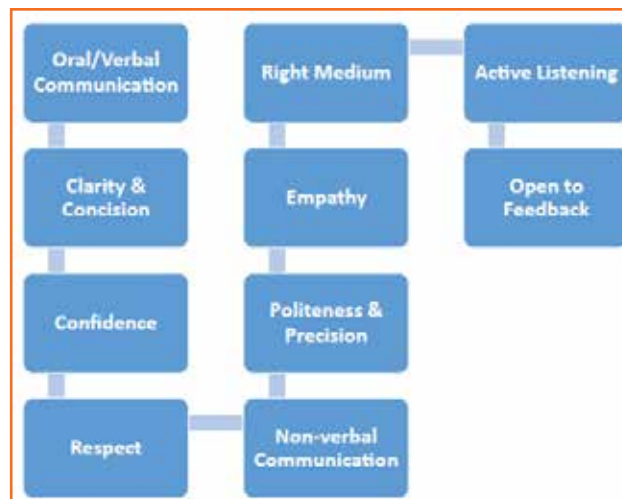 Oral/Verbal
Communication
Clarity &
Concision
Confidence
Respect
Non-verbal
Communication
Politeness &
Precision
Empathy
Right Medium
Active Listening
Open to
Feedback